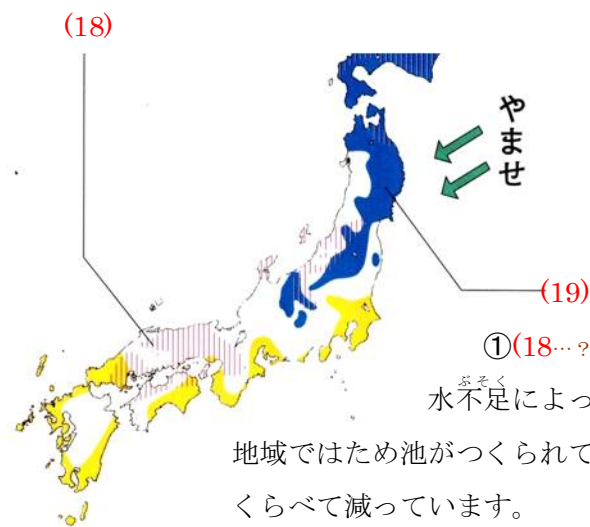 (18)
やませ
(19)
①(18…?
ぶそく
水不足によっ
地域ではため池がつくられて
くらべて減っています。